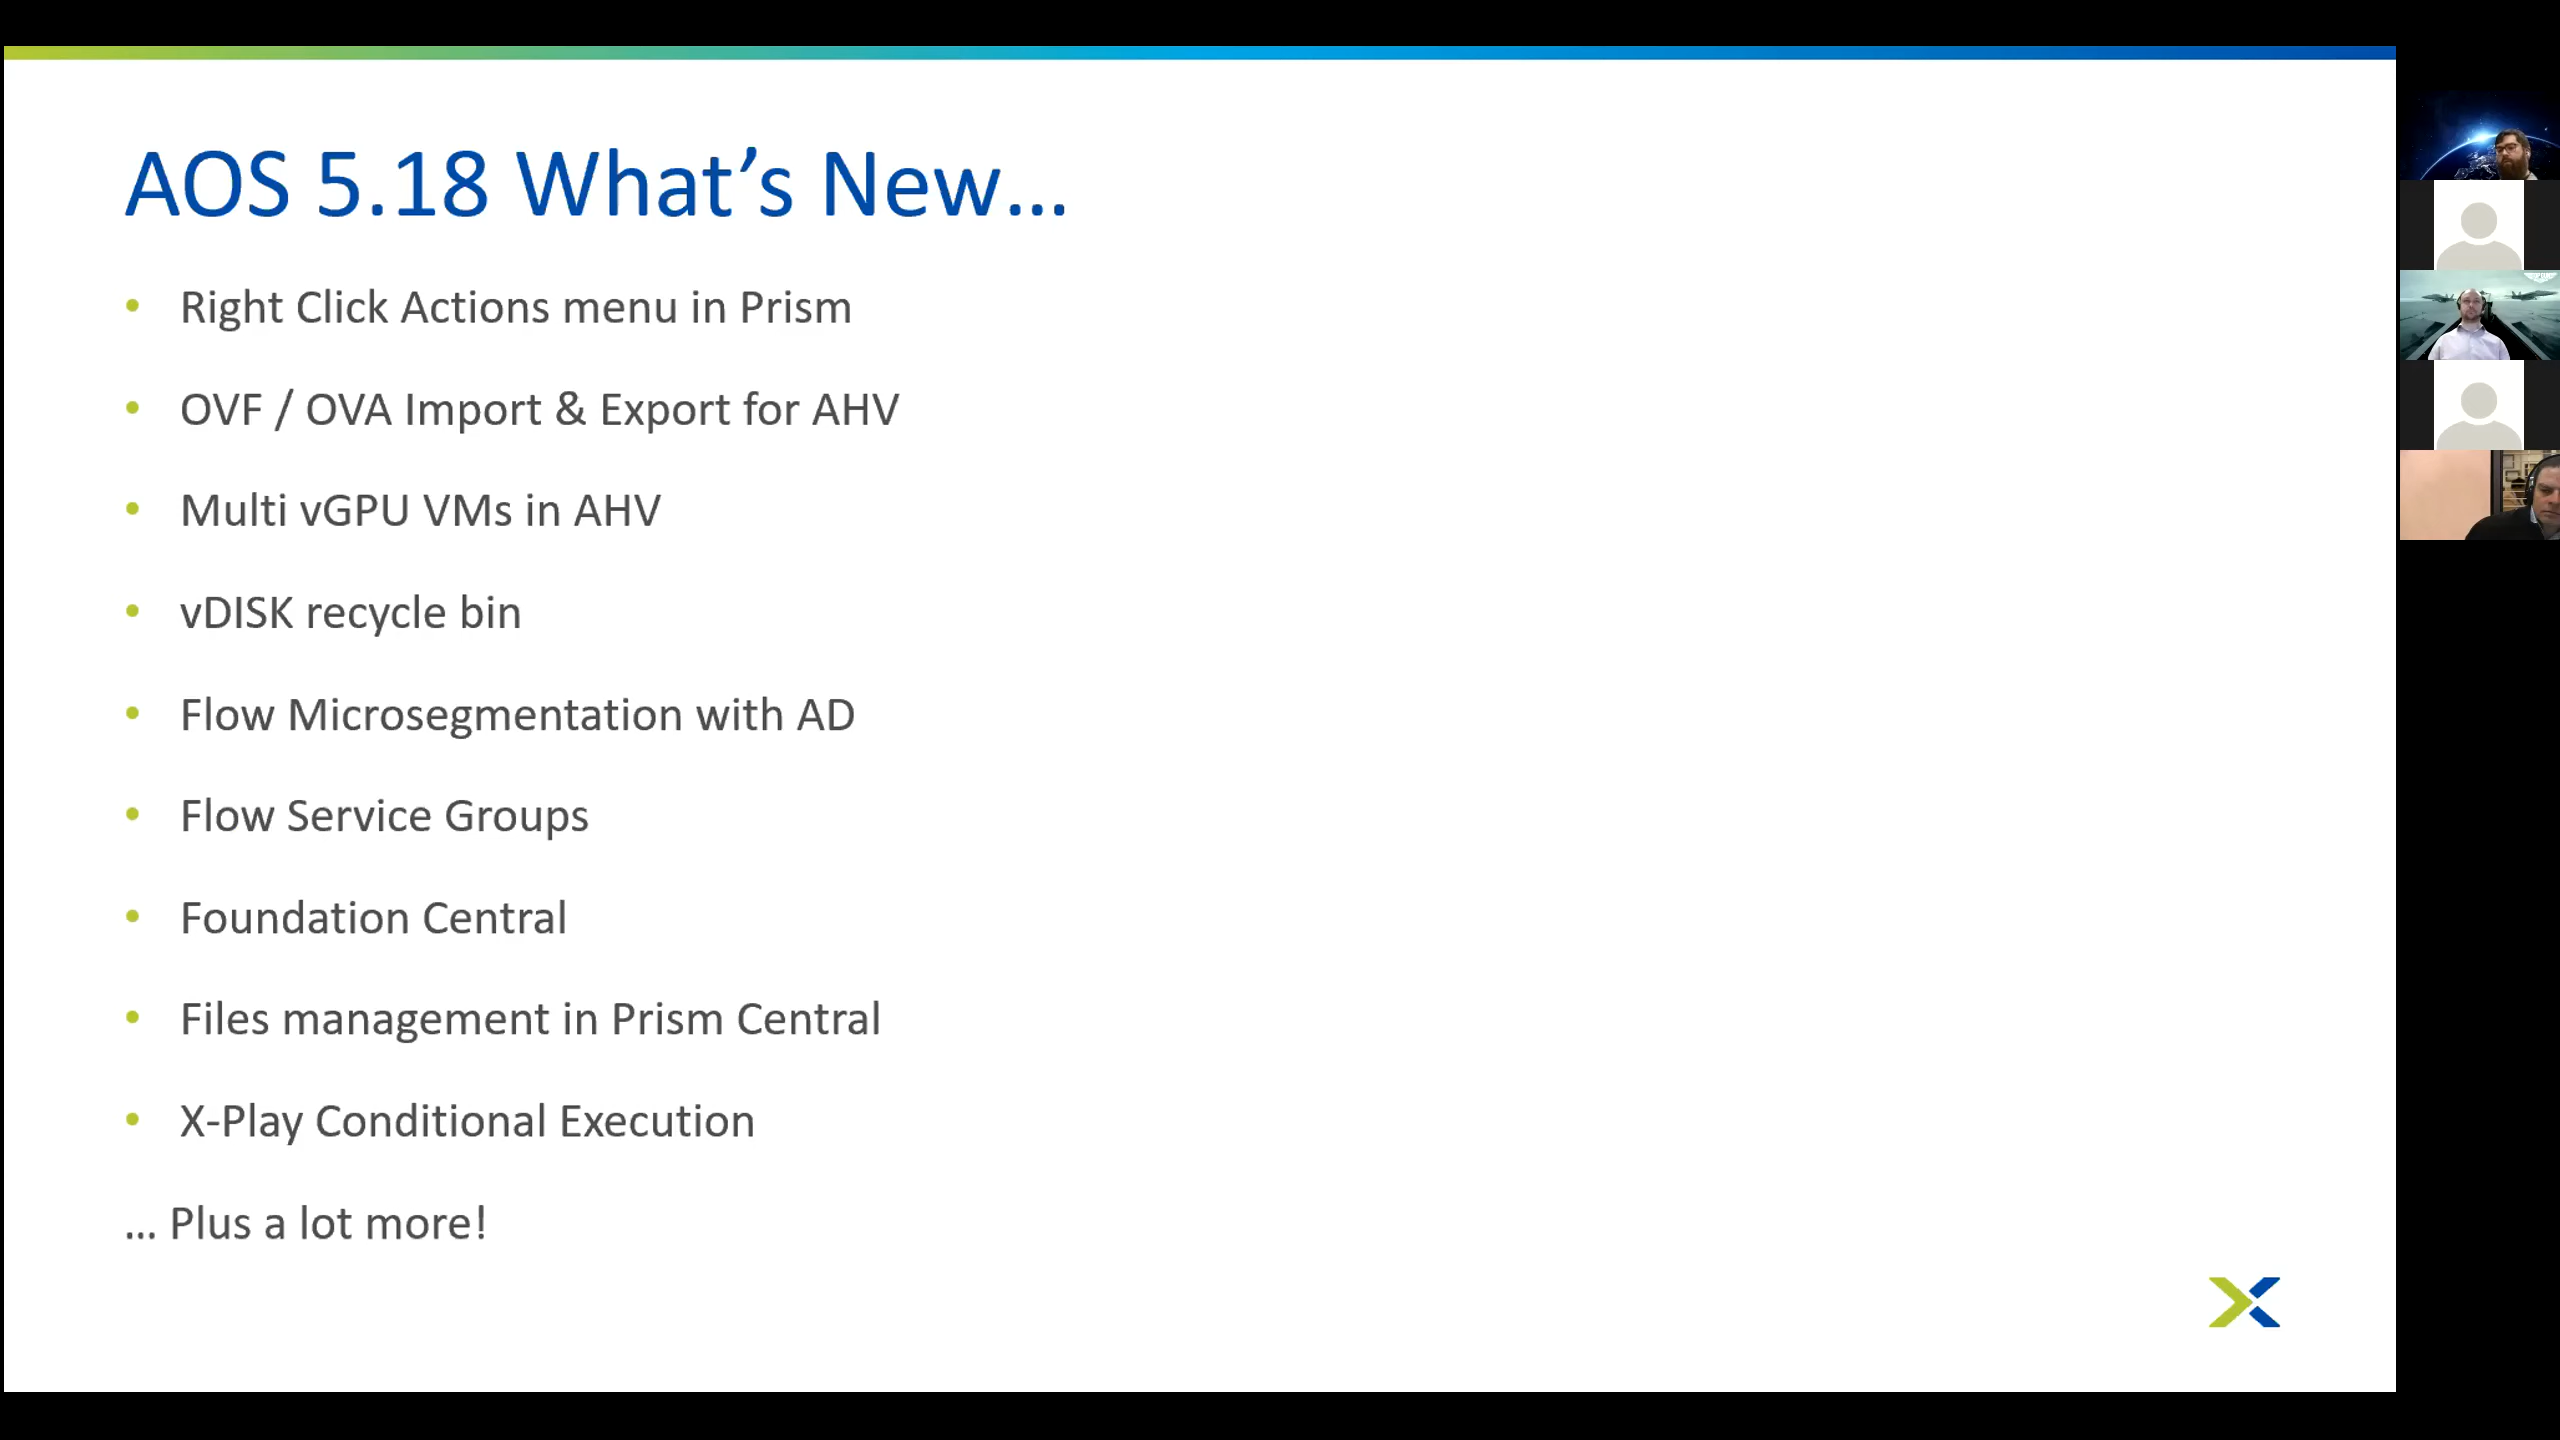 AOS 5.18 What’s New…
• Right Click Actions menu in Prism
• OVF / OVA Import & Export for AHV
• Multi vGPU VMs in AHV
• vDISK recycle bin
• Flow Microsegmentation with AD
• Flow Service Groups
• Foundation Central
• Files management in Prism Central
• X-Play Conditional Execution
… Plus a lot more!